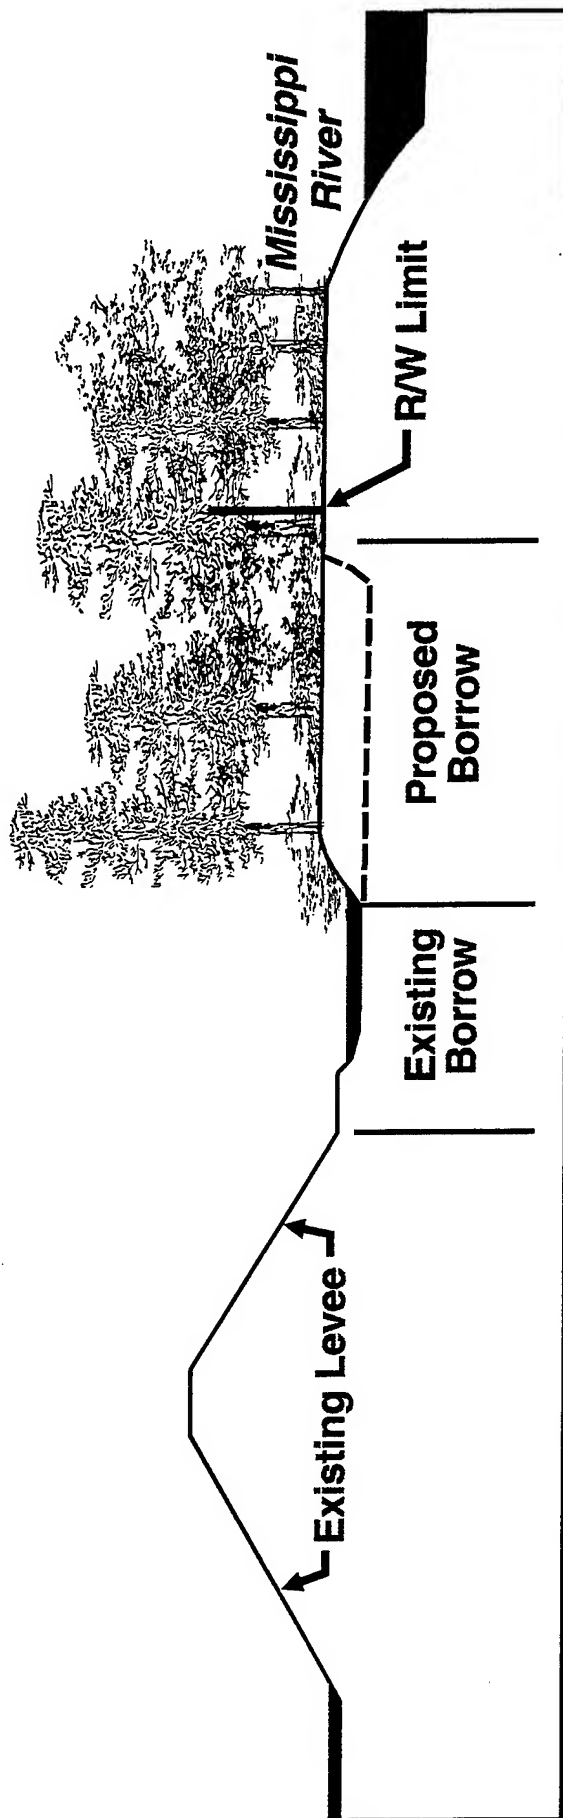 Existing Levee
Existing
Borrow
Proposed
Borrow
R/W Limit
Mississippi
River